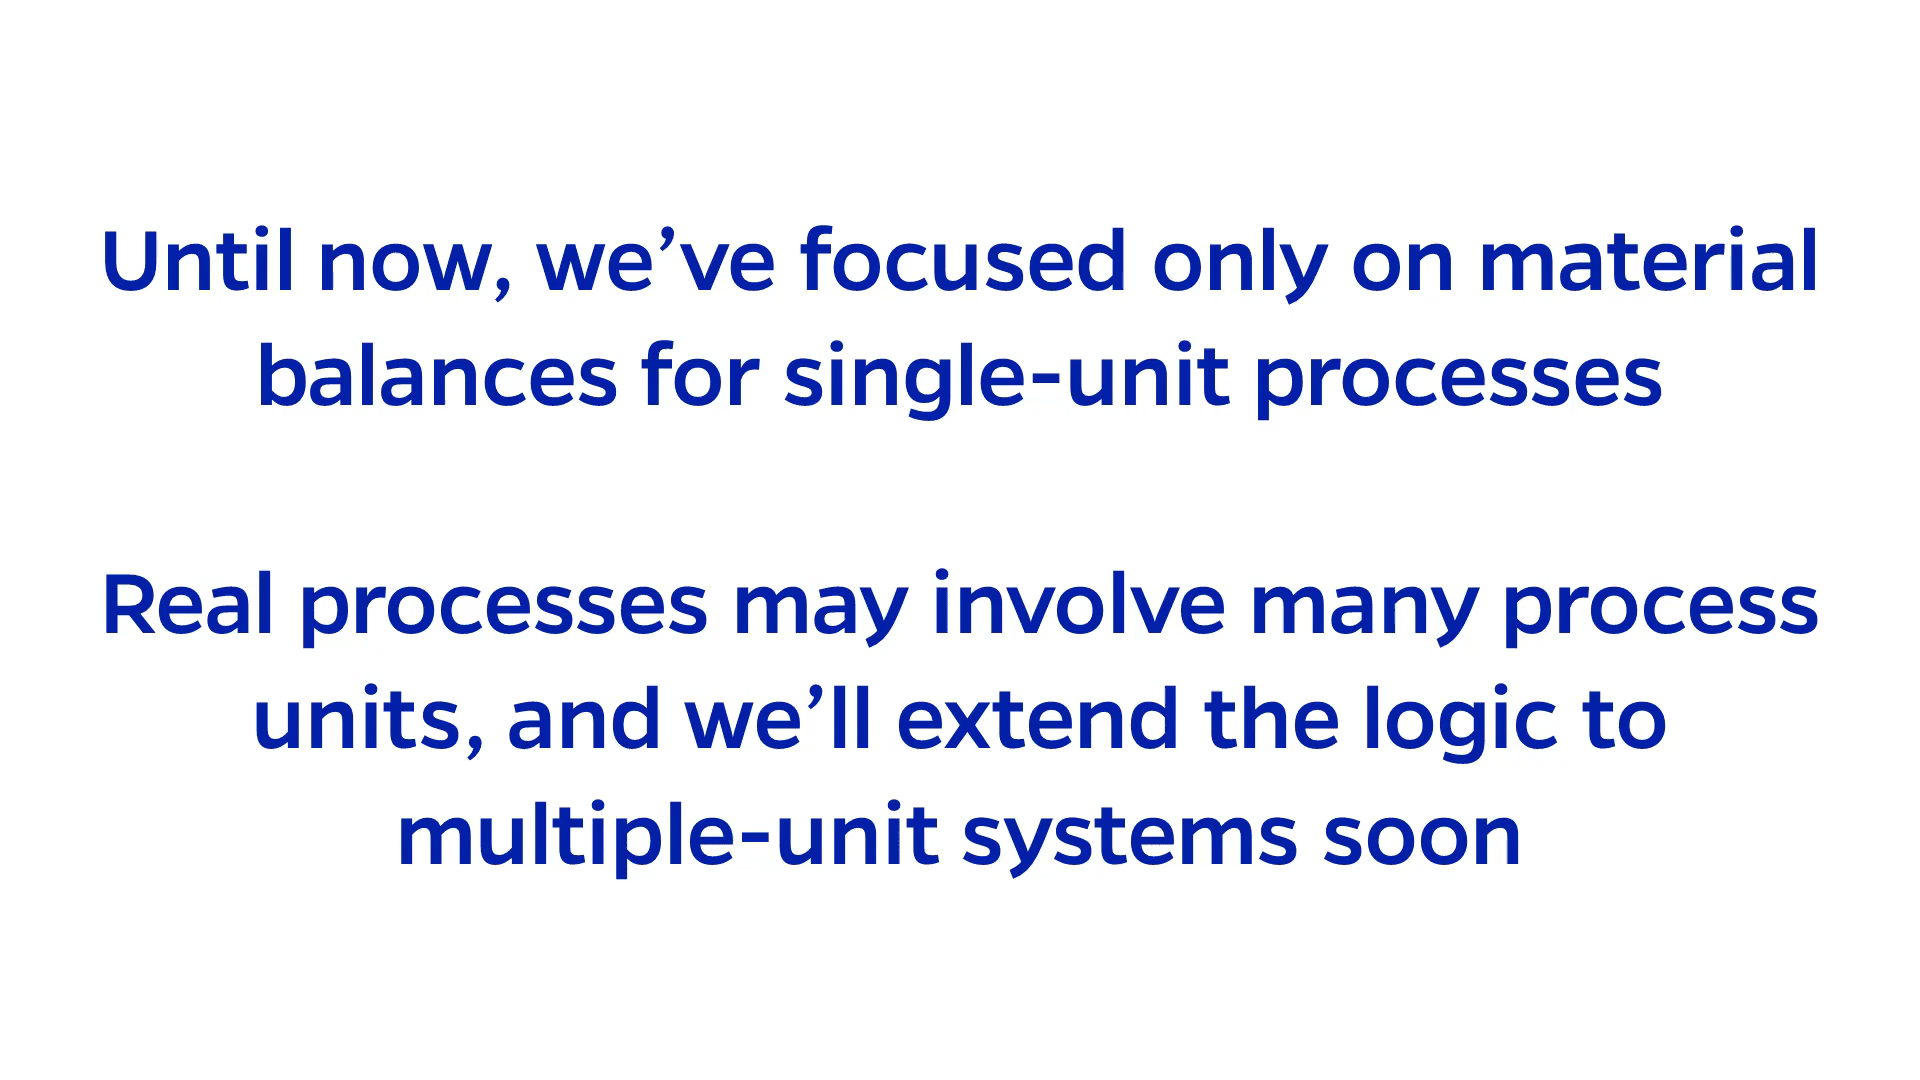 Until now, we’ve focused only on material
balances for single-unit processes
Real processes may involve many process
units, and we’ll extend the logic to
multiple-unit systems soon